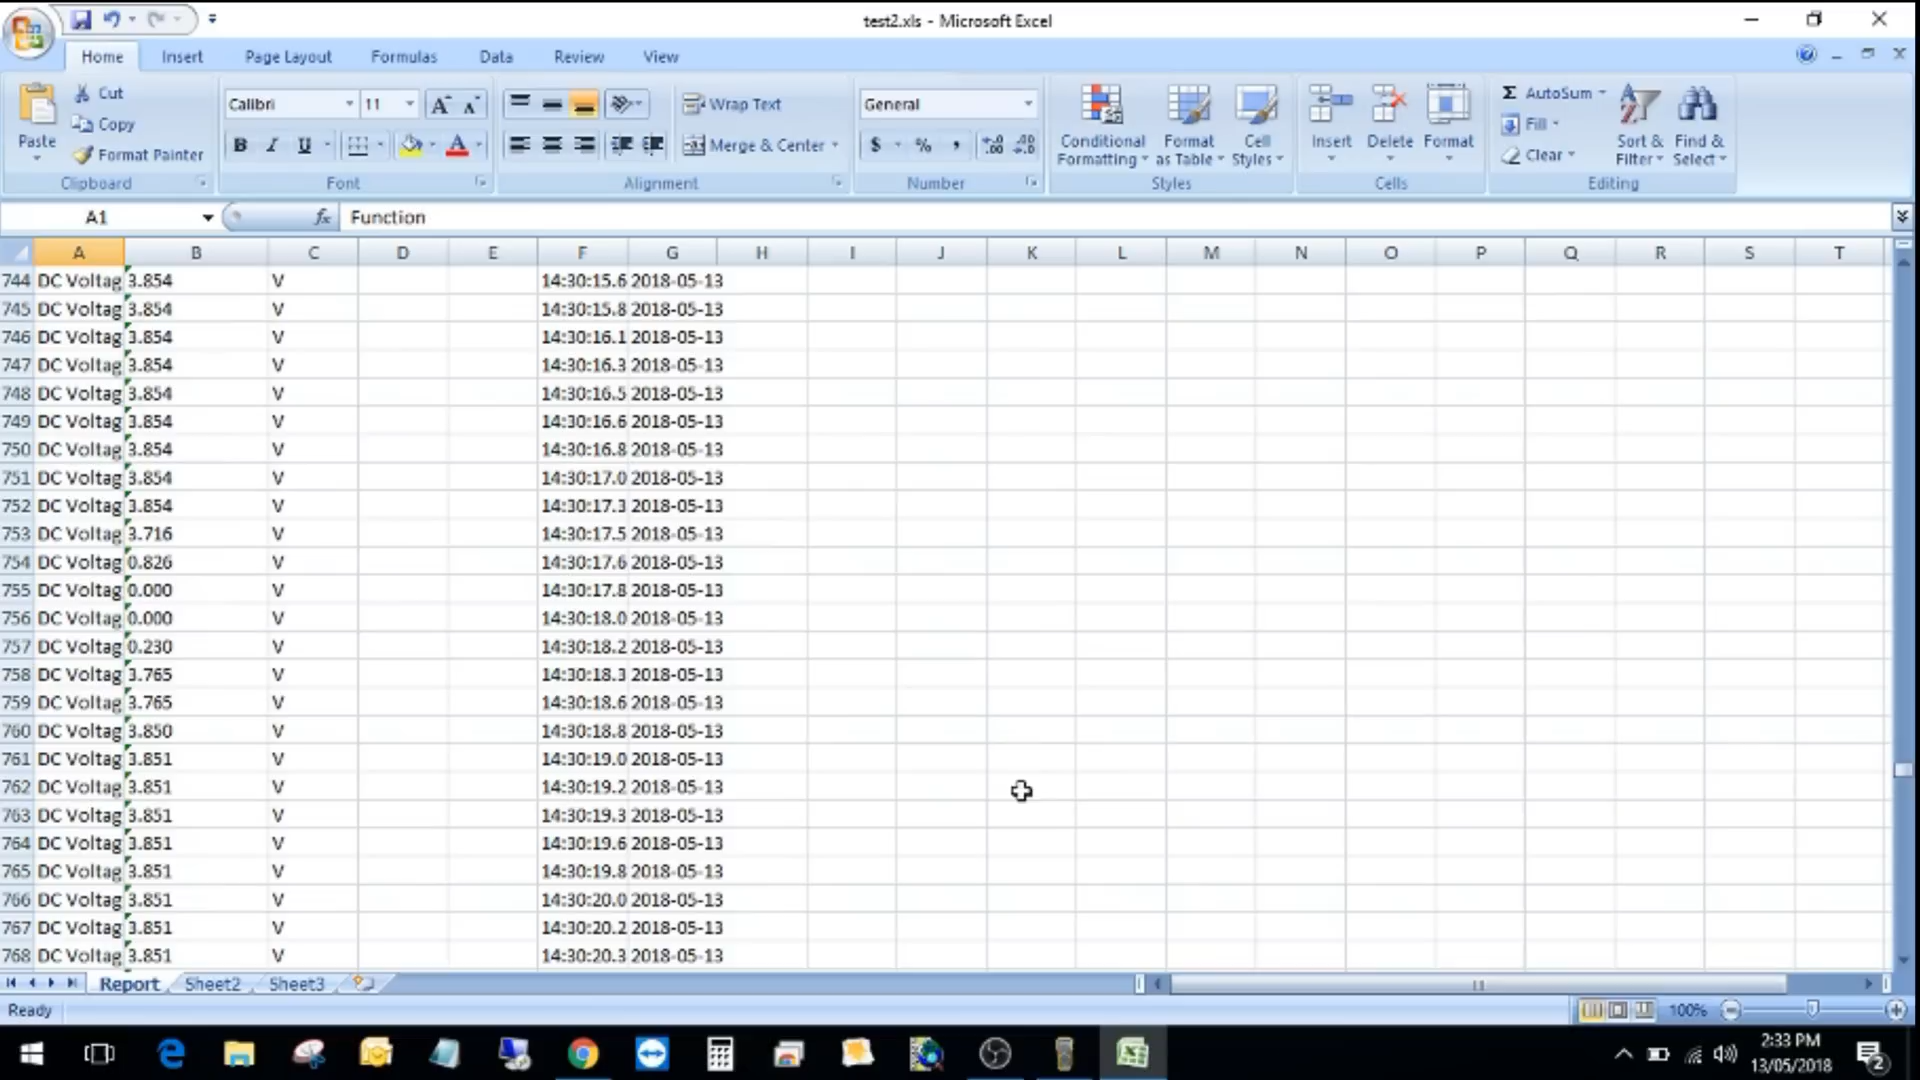 test2.xls - Microsoft Excel
Home Insert Page Layout Formulas Data Review View
Paste Cut Copy Format Painter Clipboard
Calibri 11 A A B I U A Font
Wrap Text Merge & Center Alignment
General $ % , Number
Conditional Formatting Format as Table Cell Styles Styles
Insert Delete Format Cells
Σ AutoSum Fill Clear Sort & Filter Find & Select Editing
A1 fx Function
A B C D E F G H I J K L M N O P Q R S T
744 DC Voltag 3.854 V 14:30:15.6 2018-05-13
745 DC Voltag 3.854 V 14:30:15.8 2018-05-13
746 DC Voltag 3.854 V 14:30:16.1 2018-05-13
747 DC Voltag 3.854 V 14:30:16.3 2018-05-13
748 DC Voltag 3.854 V 14:30:16.5 2018-05-13
749 DC Voltag 3.854 V 14:30:16.6 2018-05-13
750 DC Voltag 3.854 V 14:30:16.8 2018-05-13
751 DC Voltag 3.854 V 14:30:17.0 2018-05-13
752 DC Voltag 3.854 V 14:30:17.3 2018-05-13
753 DC Voltag 3.716 V 14:30:17.5 2018-05-13
754 DC Voltag 0.826 V 14:30:17.6 2018-05-13
755 DC Voltag 0.000 V 14:30:17.8 2018-05-13
756 DC Voltag 0.000 V 14:30:18.0 2018-05-13
757 DC Voltag 0.230 V 14:30:18.2 2018-05-13
758 DC Voltag 3.765 V 14:30:18.3 2018-05-13
759 DC Voltag 3.765 V 14:30:18.6 2018-05-13
760 DC Voltag 3.850 V 14:30:18.8 2018-05-13
761 DC Voltag 3.851 V 14:30:19.0 2018-05-13
762 DC Voltag 3.851 V 14:30:19.2 2018-05-13
763 DC Voltag 3.851 V 14:30:19.3 2018-05-13
764 DC Voltag 3.851 V 14:30:19.6 2018-05-13
765 DC Voltag 3.851 V 14:30:19.8 2018-05-13
766 DC Voltag 3.851 V 14:30:20.0 2018-05-13
767 DC Voltag 3.851 V 14:30:20.2 2018-05-13
768 DC Voltag 3.851 V 14:30:20.3 2018-05-13
Report Sheet2 Sheet3
Ready 100%
2:33 PM
13/05/2018
2